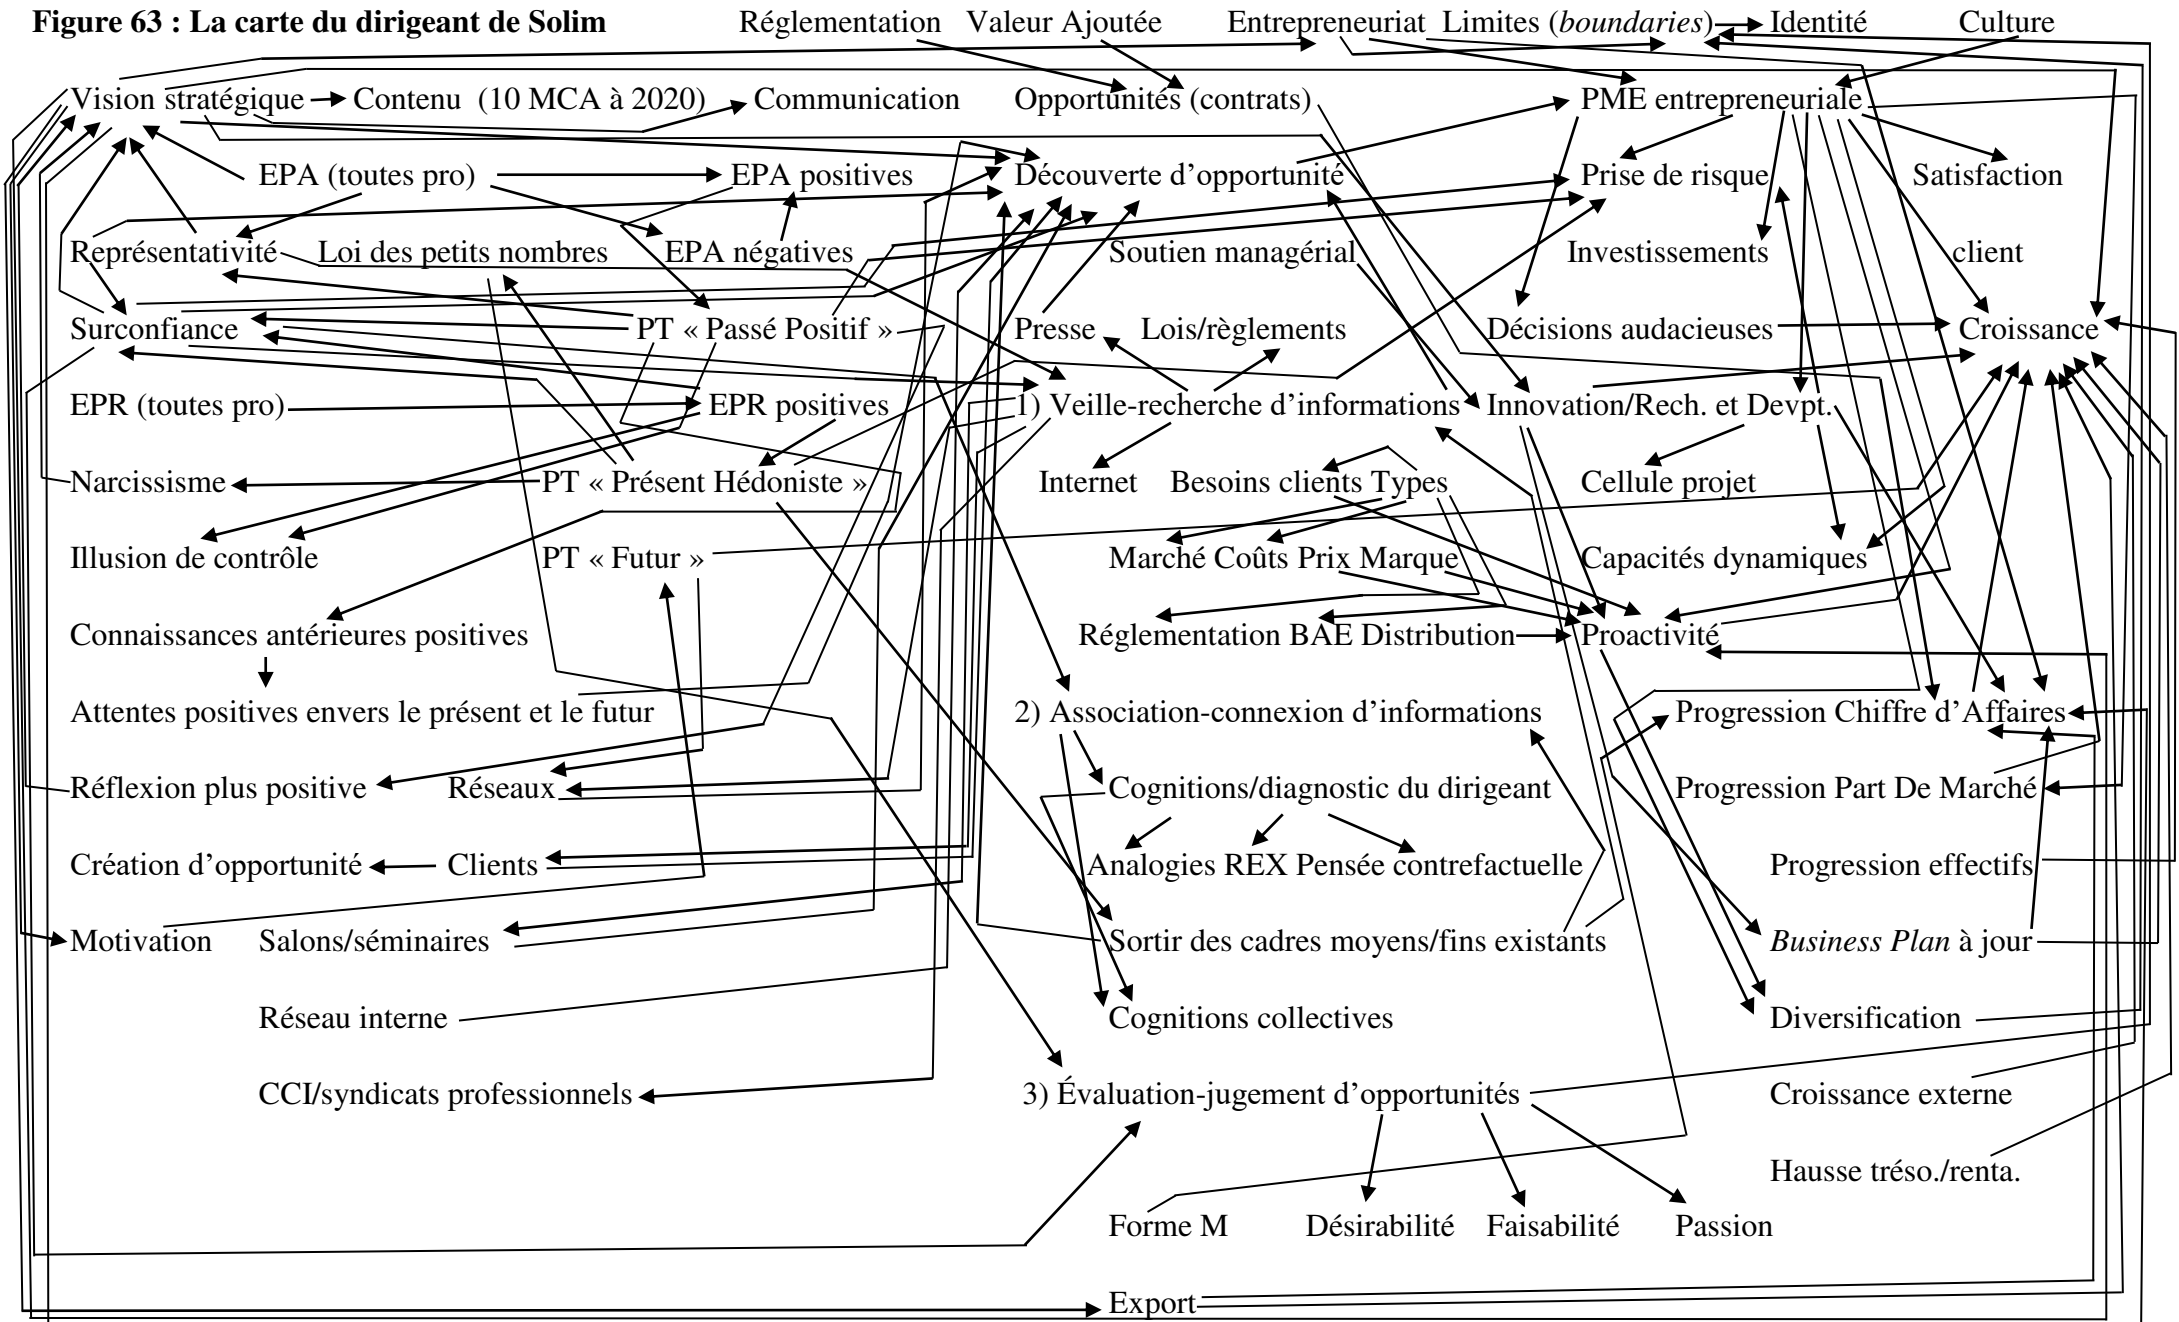 Figure 63 : La carte du dirigeant de Solim Réglementation Valeur Ajoutée Entrepreneuriat Limites (boundaries) Identité Culture
Vision stratégique Contenu (10 MCA à 2020) Communication Opportunités (contrats) PME entrepreneuriale
EPA (toutes pro) EPA positives Découverte d’opportunité Prise de risque Satisfaction
Représentativité Loi des petits nombres EPA négatives Soutien managérial Investissements client
Surconfiance PT « Passé Positif » Presse Lois/règlements Décisions audacieuses Croissance
EPR (toutes pro) EPR positives 1) Veille-recherche d’informations Innovation/Rech. et Devpt.
Narcissisme PT « Présent Hédoniste » Internet Besoins clients Types Cellule projet
Illusion de contrôle PT « Futur » Marché Coûts Prix Marque Capacités dynamiques
Connaissances antérieures positives Réglementation BAE Distribution Proactivité
Attentes positives envers le présent et le futur 2) Association-connexion d’informations Progression Chiffre d’Affaires
Réflexion plus positive Réseaux Cognitions/diagnostic du dirigeant Progression Part De Marché
Création d’opportunité Clients Analogies REX Pensée contrefactuelle Progression effectifs
Motivation Salons/séminaires Sortir des cadres moyens/fins existants Business Plan à jour
Réseau interne Cognitions collectives Diversification
CCI/syndicats professionnels 3) Évaluation-jugement d’opportunités Croissance externe
Hausse tréso./renta.
Forme M Désirabilité Faisabilité Passion
Export